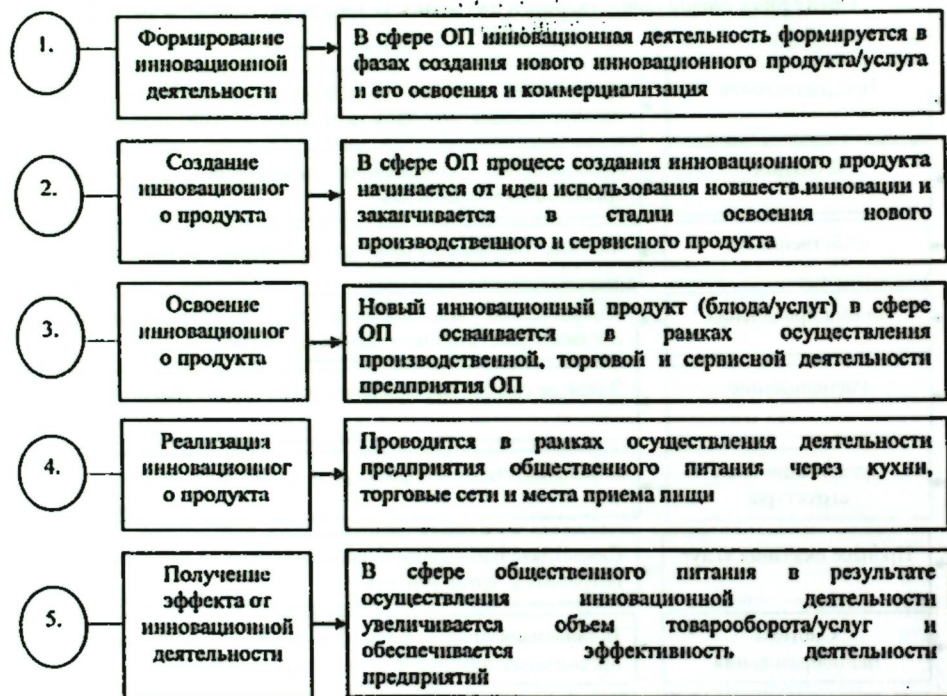 1.
Формирование
инновационной
деятельности
В сфере ОП инновационная деятельность формируется в
фазах создания нового инновационного продукта/услуга
и его освоения и коммерциализация
2.
Создание
инновационног
о продукта
В сфере ОП процесс создания инновационного продукта
начинается от идеи использования новшеств.инновации и
заканчивается в стадии освоения нового
производственного и сервисного продукта
3.
Освоение
инновационног
о продукта
Новый инновационный продукт (блюда/услуг) в сфере
ОП осваивается в рамках осуществления
производственной, торговой и сервисной деятельности
предприятия ОП
4.
Реализация
инновационног
о продукта
Проводится в рамках осуществления деятельности
предприятия общественного питания через кухни,
торговые сети и места приема пищи
5.
Получение
эффекта от
инновационной
деятельности
В сфере общественного питания в результате
осуществления инновационной деятельности
увеличивается объем товарооборота/услуг и
обеспечивается эффективность деятельности
предприятий